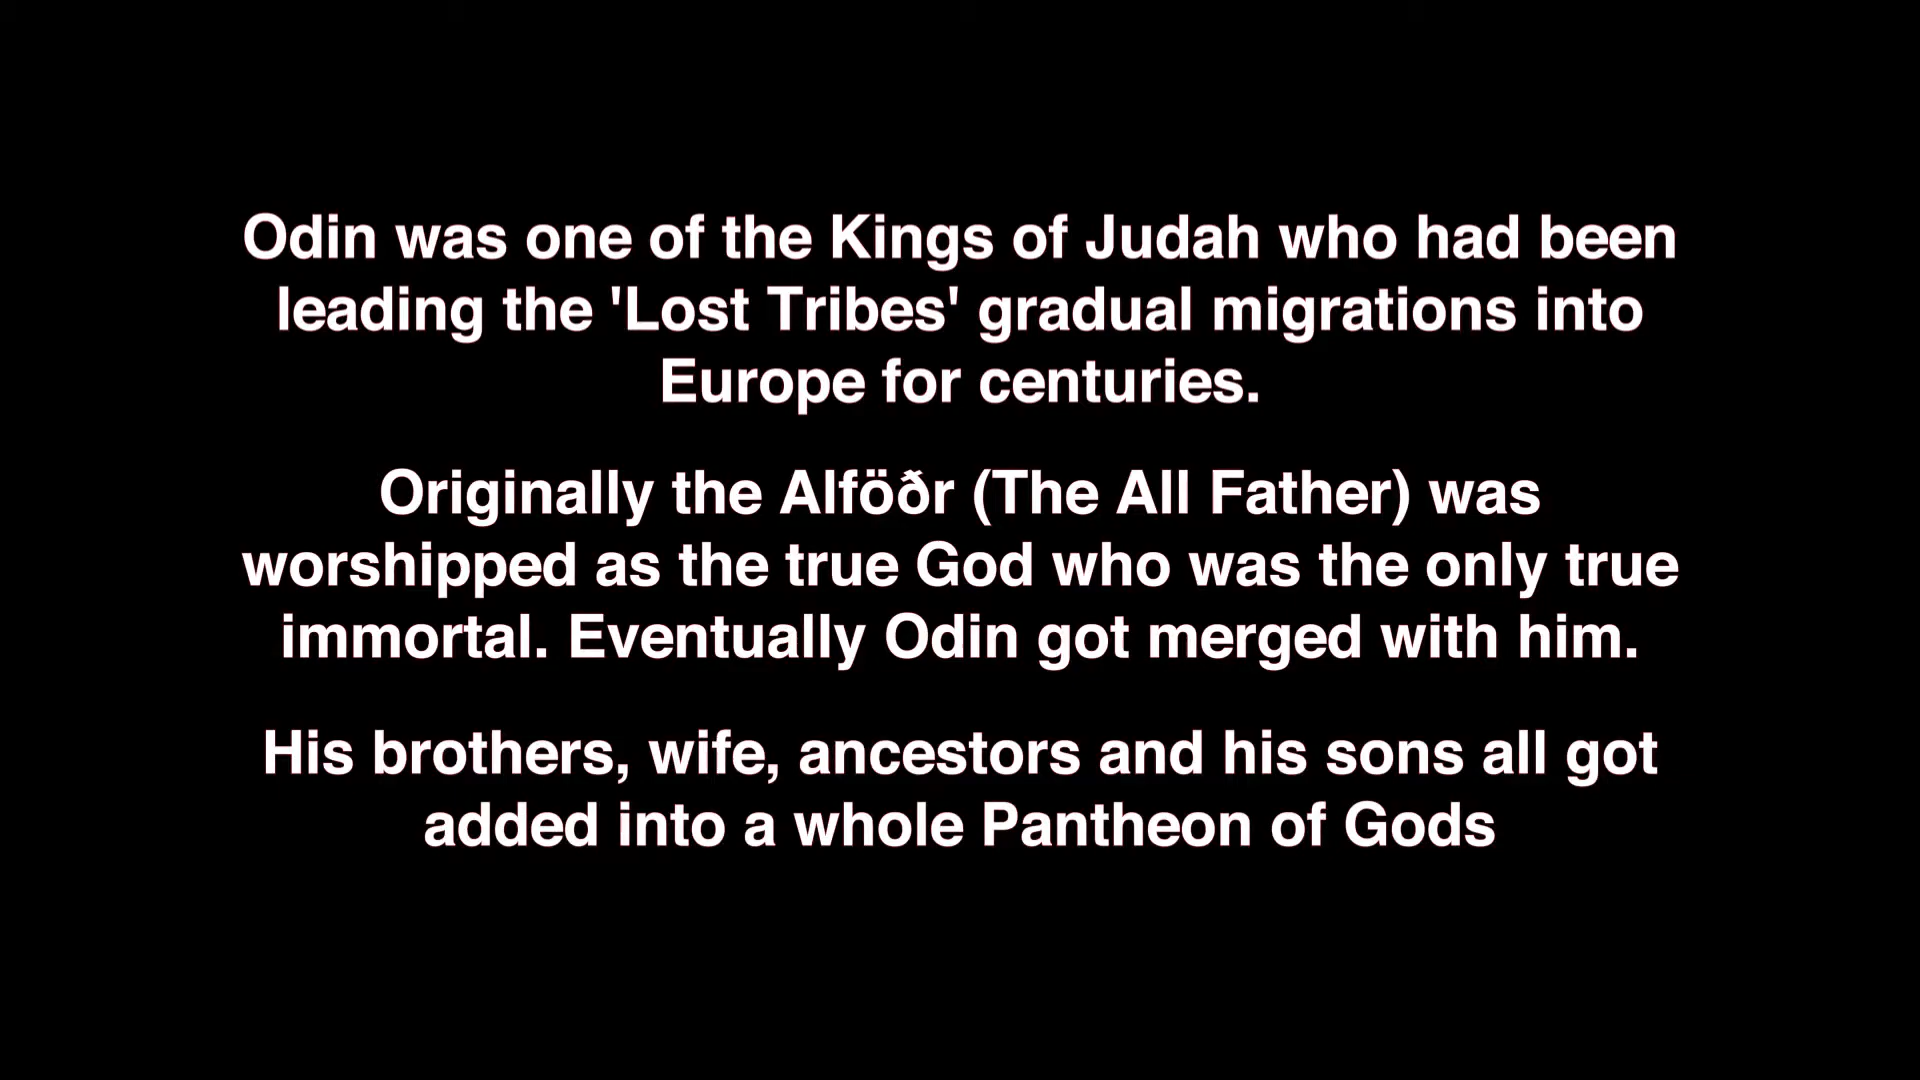 Odin was one of the Kings of Judah who had been
leading the 'Lost Tribes' gradual migrations into
Europe for centuries.
Originally the Alföðr (The All Father) was
worshipped as the true God who was the only true
immortal. Eventually Odin got merged with him.
His brothers, wife, ancestors and his sons all got
added into a whole Pantheon of Gods